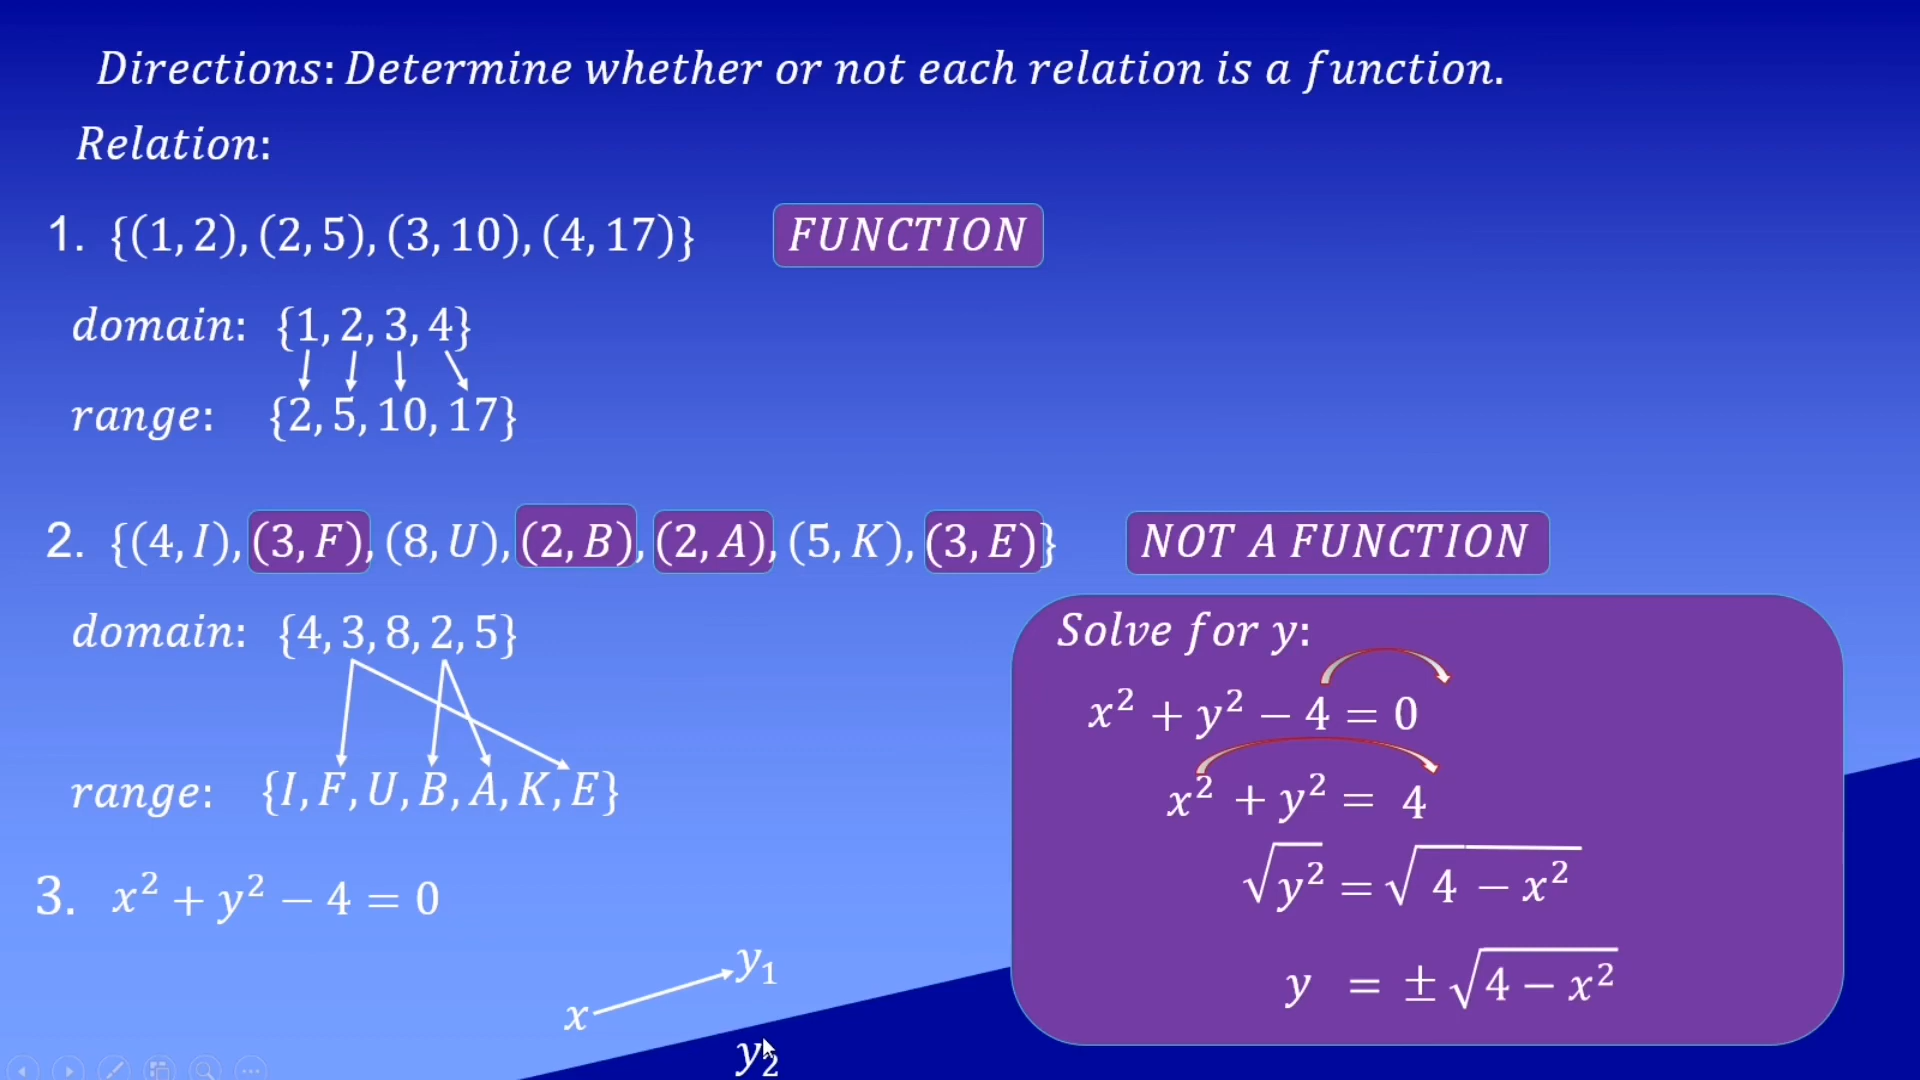 Directions: Determine whether or not each relation is a function.
Relation:
1. {(1, 2), (2, 5), (3, 10), (4, 17)} FUNCTION
domain: {1, 2, 3, 4}
range: {2, 5, 10, 17}
2. {(4, I), (3, F), (8, U), (2, B), (2, A), (5, K), (3, E)} NOT A FUNCTION
domain: {4, 3, 8, 2, 5}
range: {I, F, U, B, A, K, E}
3. x² + y² − 4 = 0
x
y₁
y₂
Solve for y:
x² + y² − 4 = 0
x² + y² = 4
√y² = √4 − x²
y = ±√4 − x²